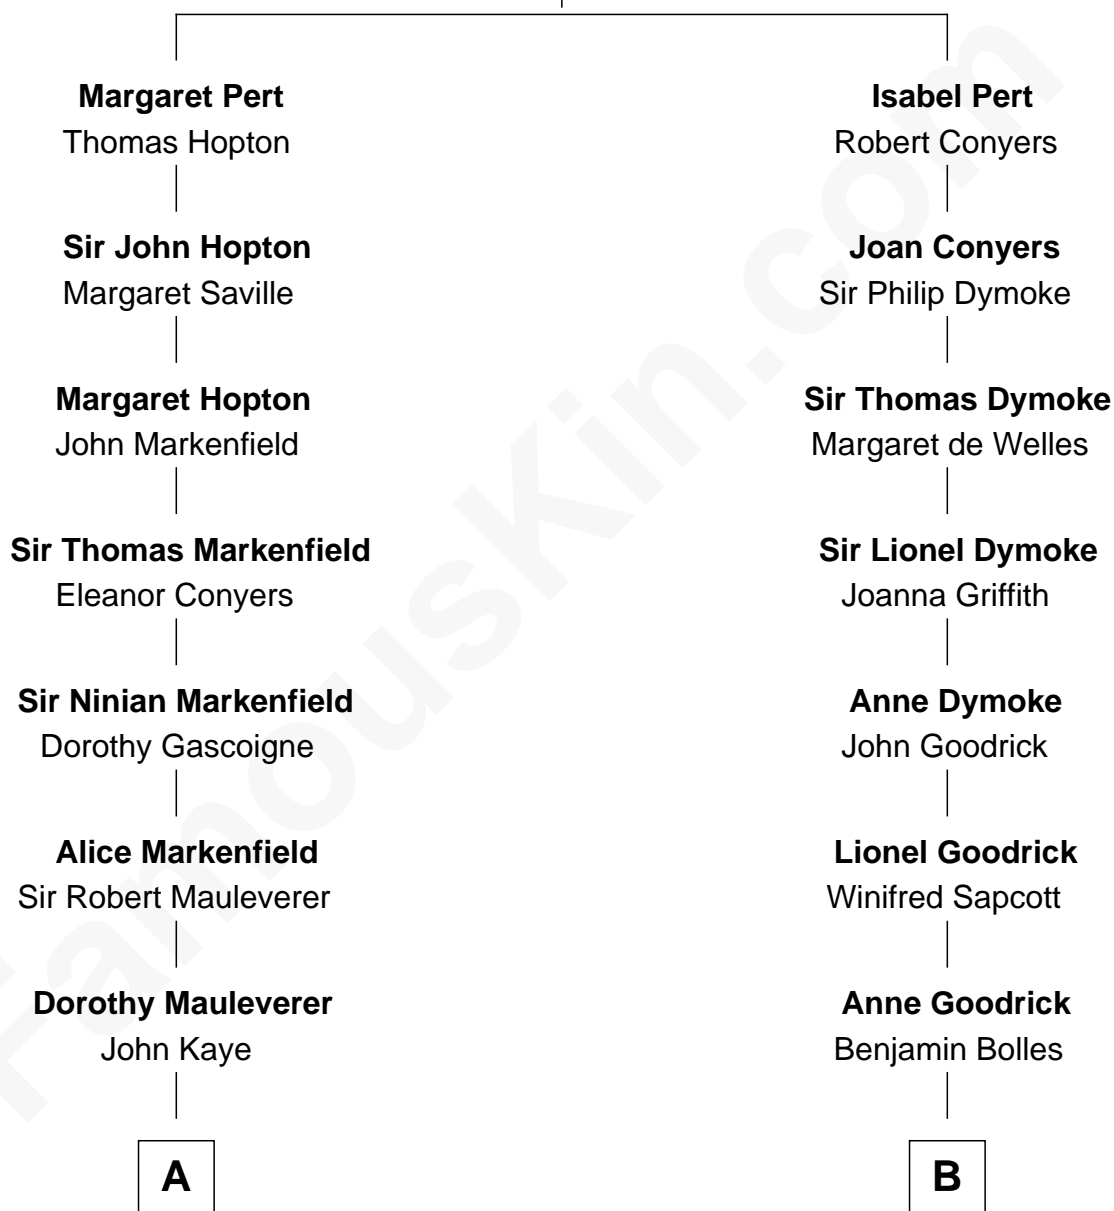 Margaret Pert
Thomas Hopton
Isabel Pert
Robert Conyers
Sir John Hopton
Margaret Saville
Joan Conyers
Sir Philip Dymoke
Margaret Hopton
John Markenfield
Sir Thomas Dymoke
Margaret de Welles
Sir Thomas Markenfield
Eleanor Conyers
Sir Lionel Dymoke
Joanna Griffith
Sir Ninian Markenfield
Dorothy Gascoigne
Anne Dymoke
John Goodrick
Alice Markenfield
Sir Robert Mauleverer
Lionel Goodrick
Winifred Sapcott
Dorothy Mauleverer
John Kaye
Anne Goodrick
Benjamin Bolles
A
B
FamousKin.com